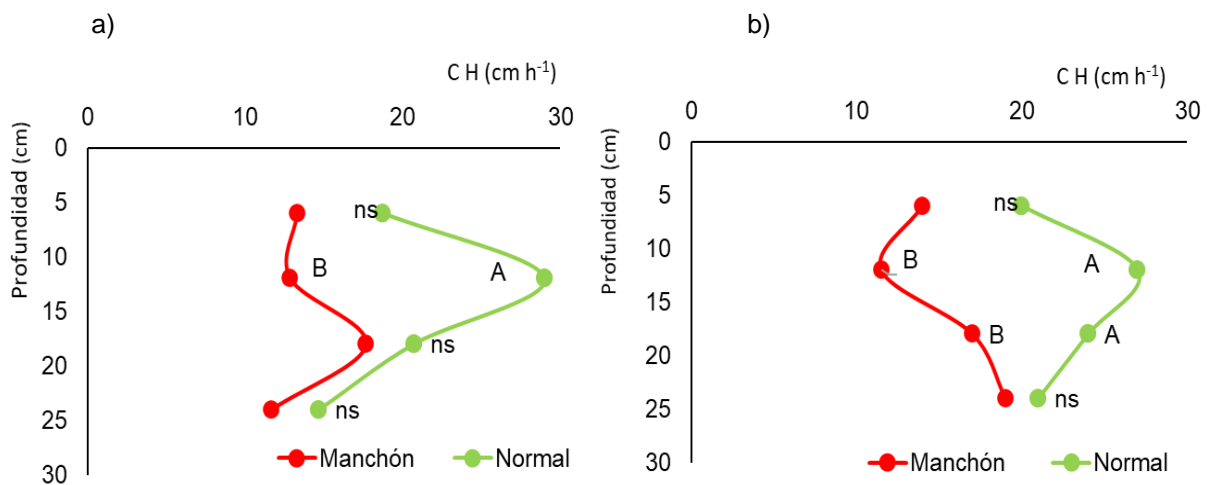 a)
C H (cm h⁻¹)
0 10 20 30
Profundidad (cm)
0
5
10
15
20
25
30
ns
B
A
ns
ns
Manchón Normal
b)
C H (cm h⁻¹)
0 10 20 30
Profundidad (cm)
0
5
10
15
20
25
30
ns
B
A
B
A
ns
Manchón Normal